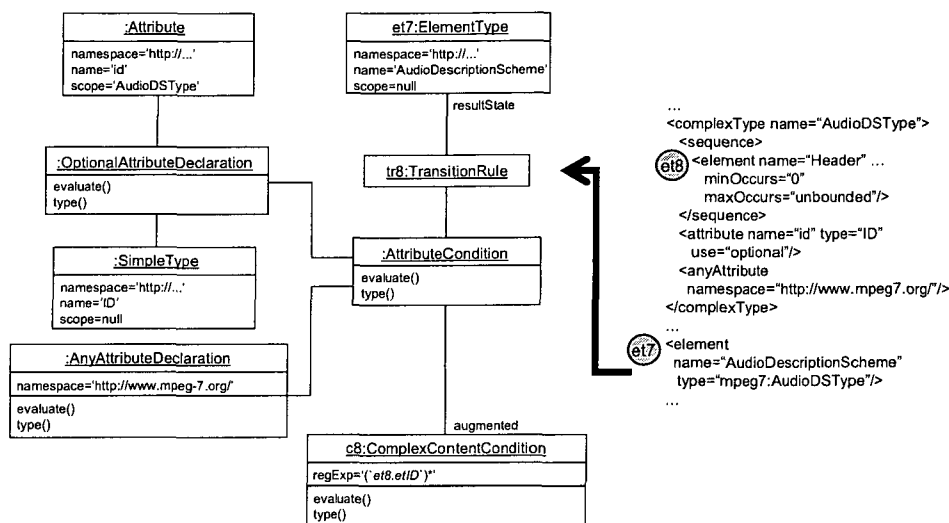 :Attribute
namespace='http://...'
name='id'
scope='AudioDSType'
et7:ElementType
namespace='http://...'
name='AudioDescriptionScheme'
scope=null
resultState
:OptionalAttributeDeclaration
evaluate()
type()
tr8:TransitionRule
:SimpleType
namespace='http://...'
name='ID'
scope=null
:AttributeCondition
evaluate()
type()
:AnyAttributeDeclaration
namespace='http://www.mpeg-7.org/'
evaluate()
type()
augmented
c8:ComplexContentCondition
regExp='(`et8.etID`)*'
evaluate()
type()
...
<complexType name="AudioDSType">
<sequence>
et8 <element name="Header" ...
minOccurs="0"
maxOccurs="unbounded"/>
</sequence>
<attribute name="id" type="ID"
use="optional"/>
<anyAttribute
namespace="http://www.mpeg7.org/"/>
</complexType>
...
et7 <element
name="AudioDescriptionScheme"
type="mpeg7:AudioDSType"/>
...